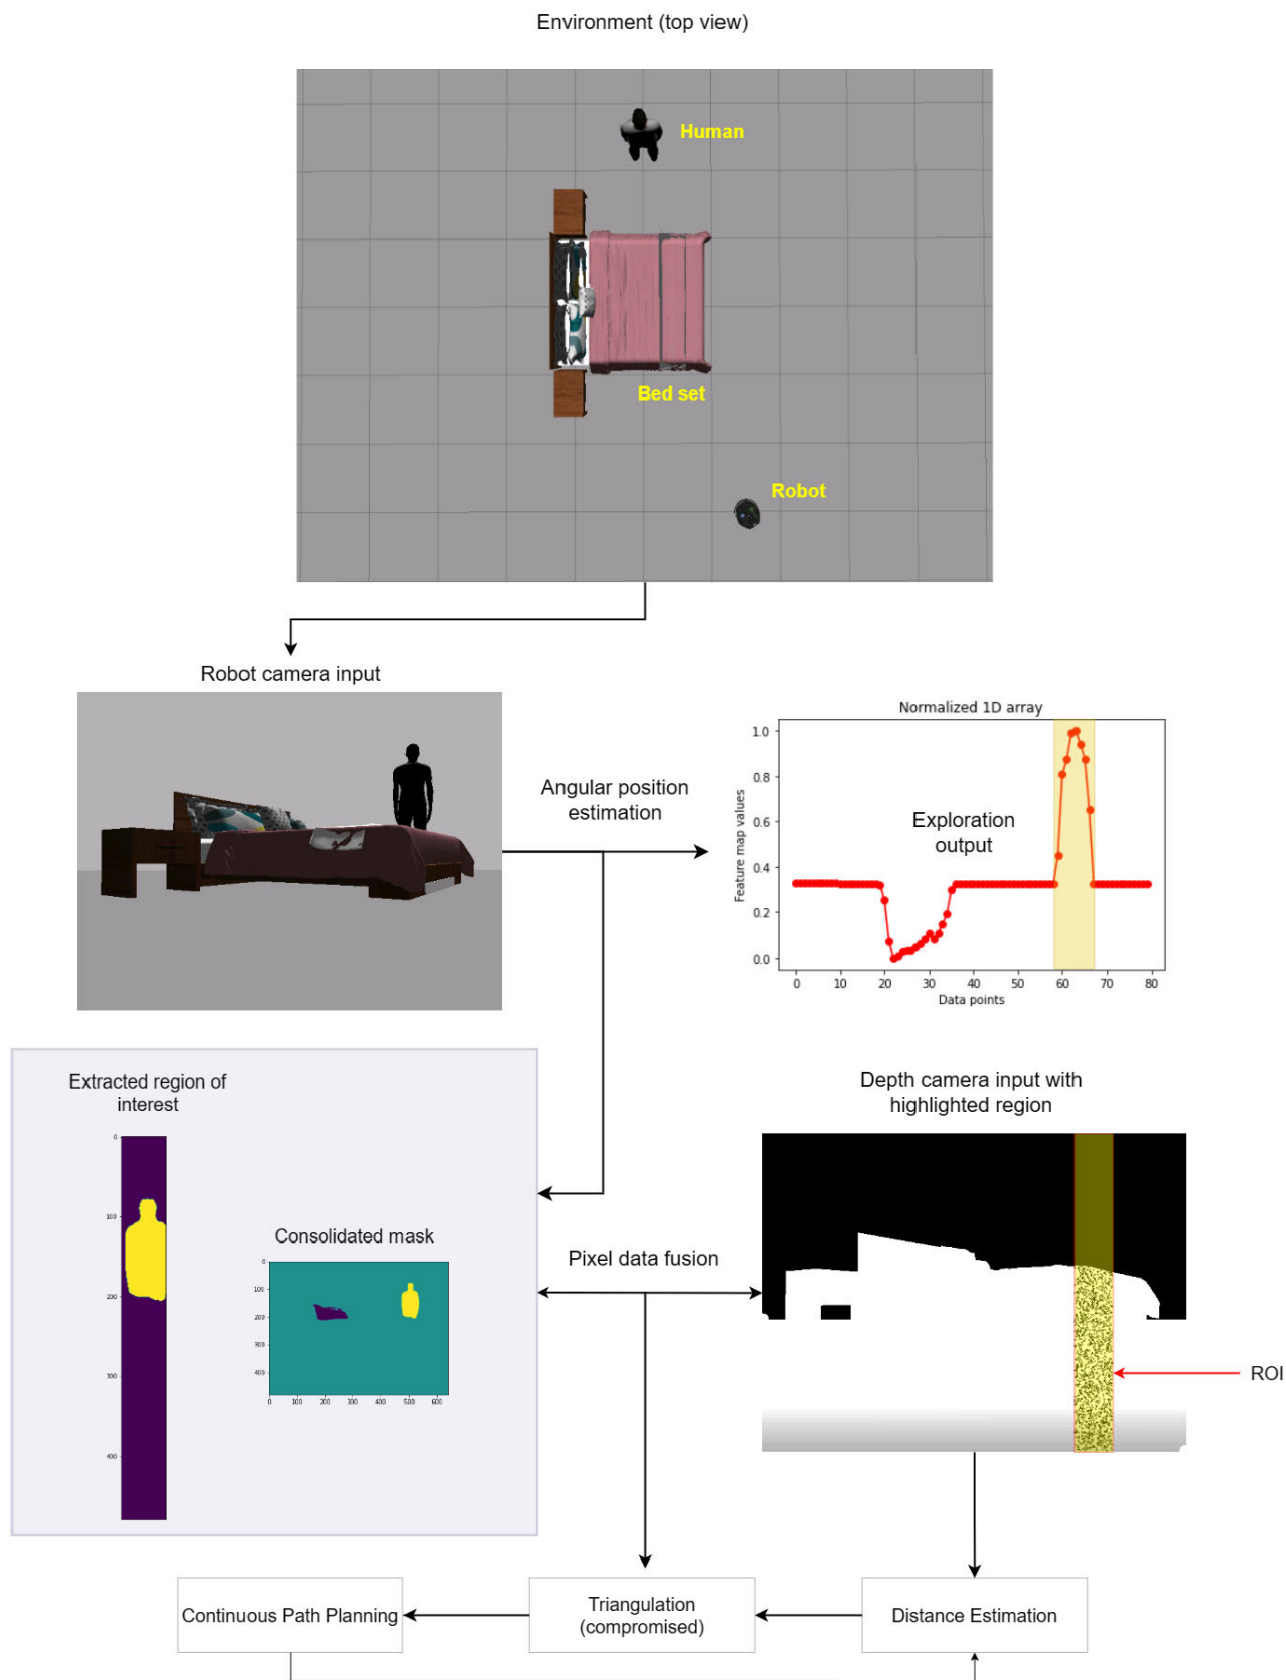 Environment (top view)
Human
Bed set
Robot
Robot camera input
Angular position
estimation
Normalized 1D array
Feature map values
1.0
0.8
0.6
0.4
0.2
0.0
Exploration
output
0 10 20 30 40 50 60 70 80
Data points
Extracted region of
interest
0
100
200
300
400
Consolidated mask
0
100
200
300
400
0 100 200 300 400 500 600
Pixel data fusion
Depth camera input with
highlighted region
ROI
Continuous Path Planning
Triangulation
(compromised)
Distance Estimation